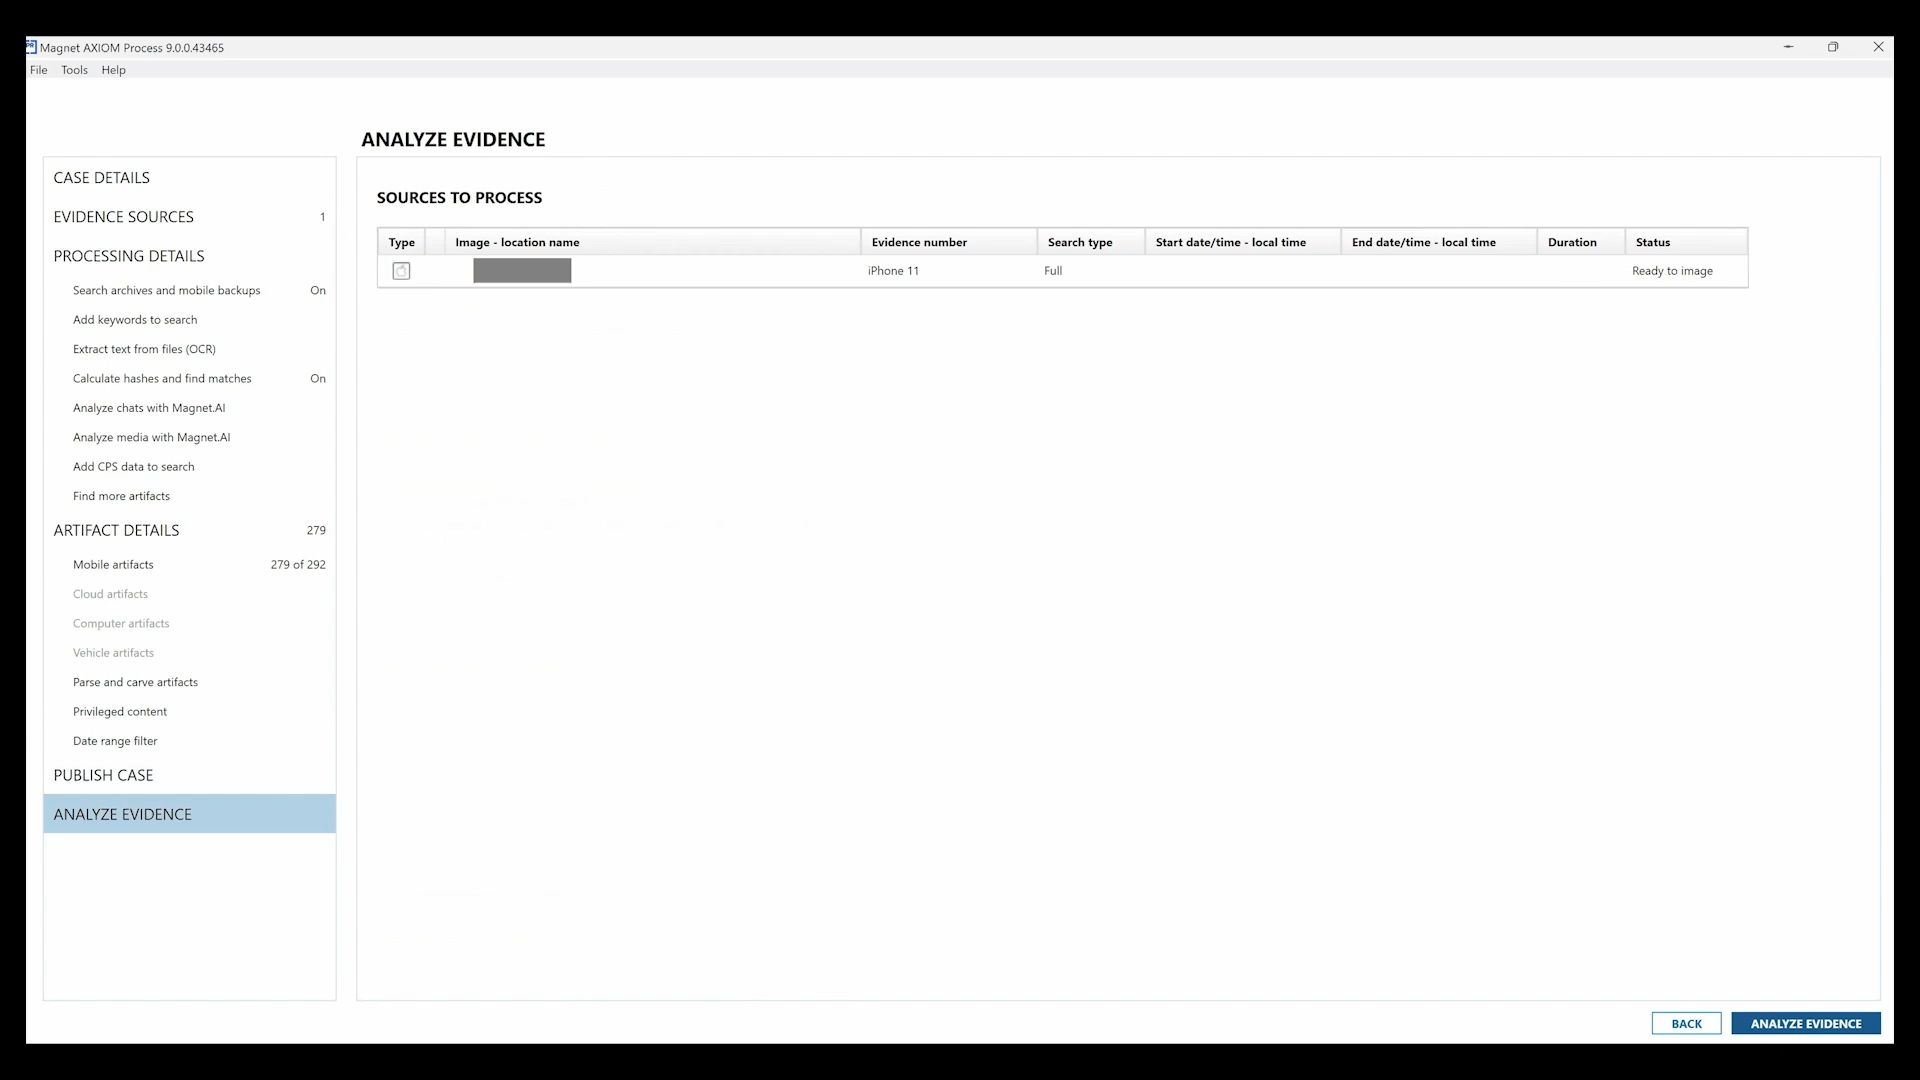 Magnet AXIOM Process 9.0.0.43465
File Tools Help
ANALYZE EVIDENCE
CASE DETAILS
EVIDENCE SOURCES 1
PROCESSING DETAILS
Search archives and mobile backups On
Add keywords to search
Extract text from files (OCR)
Calculate hashes and find matches On
Analyze chats with Magnet.AI
Analyze media with Magnet.AI
Add CPS data to search
Find more artifacts
ARTIFACT DETAILS 279
Mobile artifacts 279 of 292
Cloud artifacts
Computer artifacts
Vehicle artifacts
Parse and carve artifacts
Privileged content
Date range filter
PUBLISH CASE
ANALYZE EVIDENCE
SOURCES TO PROCESS
Type Image - location name Evidence number Search type Start date/time - local time End date/time - local time Duration Status
iPhone 11 Full Ready to image
BACK ANALYZE EVIDENCE